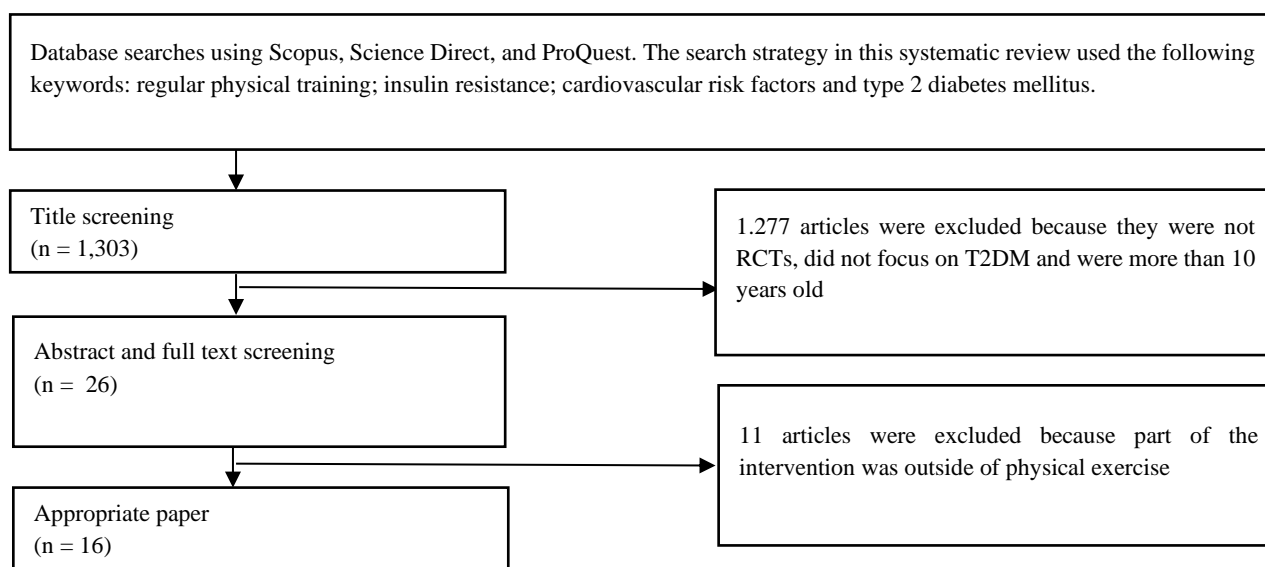 Database searches using Scopus, Science Direct, and ProQuest. The search strategy in this systematic review used the following
keywords: regular physical training; insulin resistance; cardiovascular risk factors and type 2 diabetes mellitus.
Title screening
(n = 1,303)
1.277 articles were excluded because they were not
RCTs, did not focus on T2DM and were more than 10
years old
Abstract and full text screening
(n = 26)
11 articles were excluded because part of the
intervention was outside of physical exercise
Appropriate paper
(n = 16)